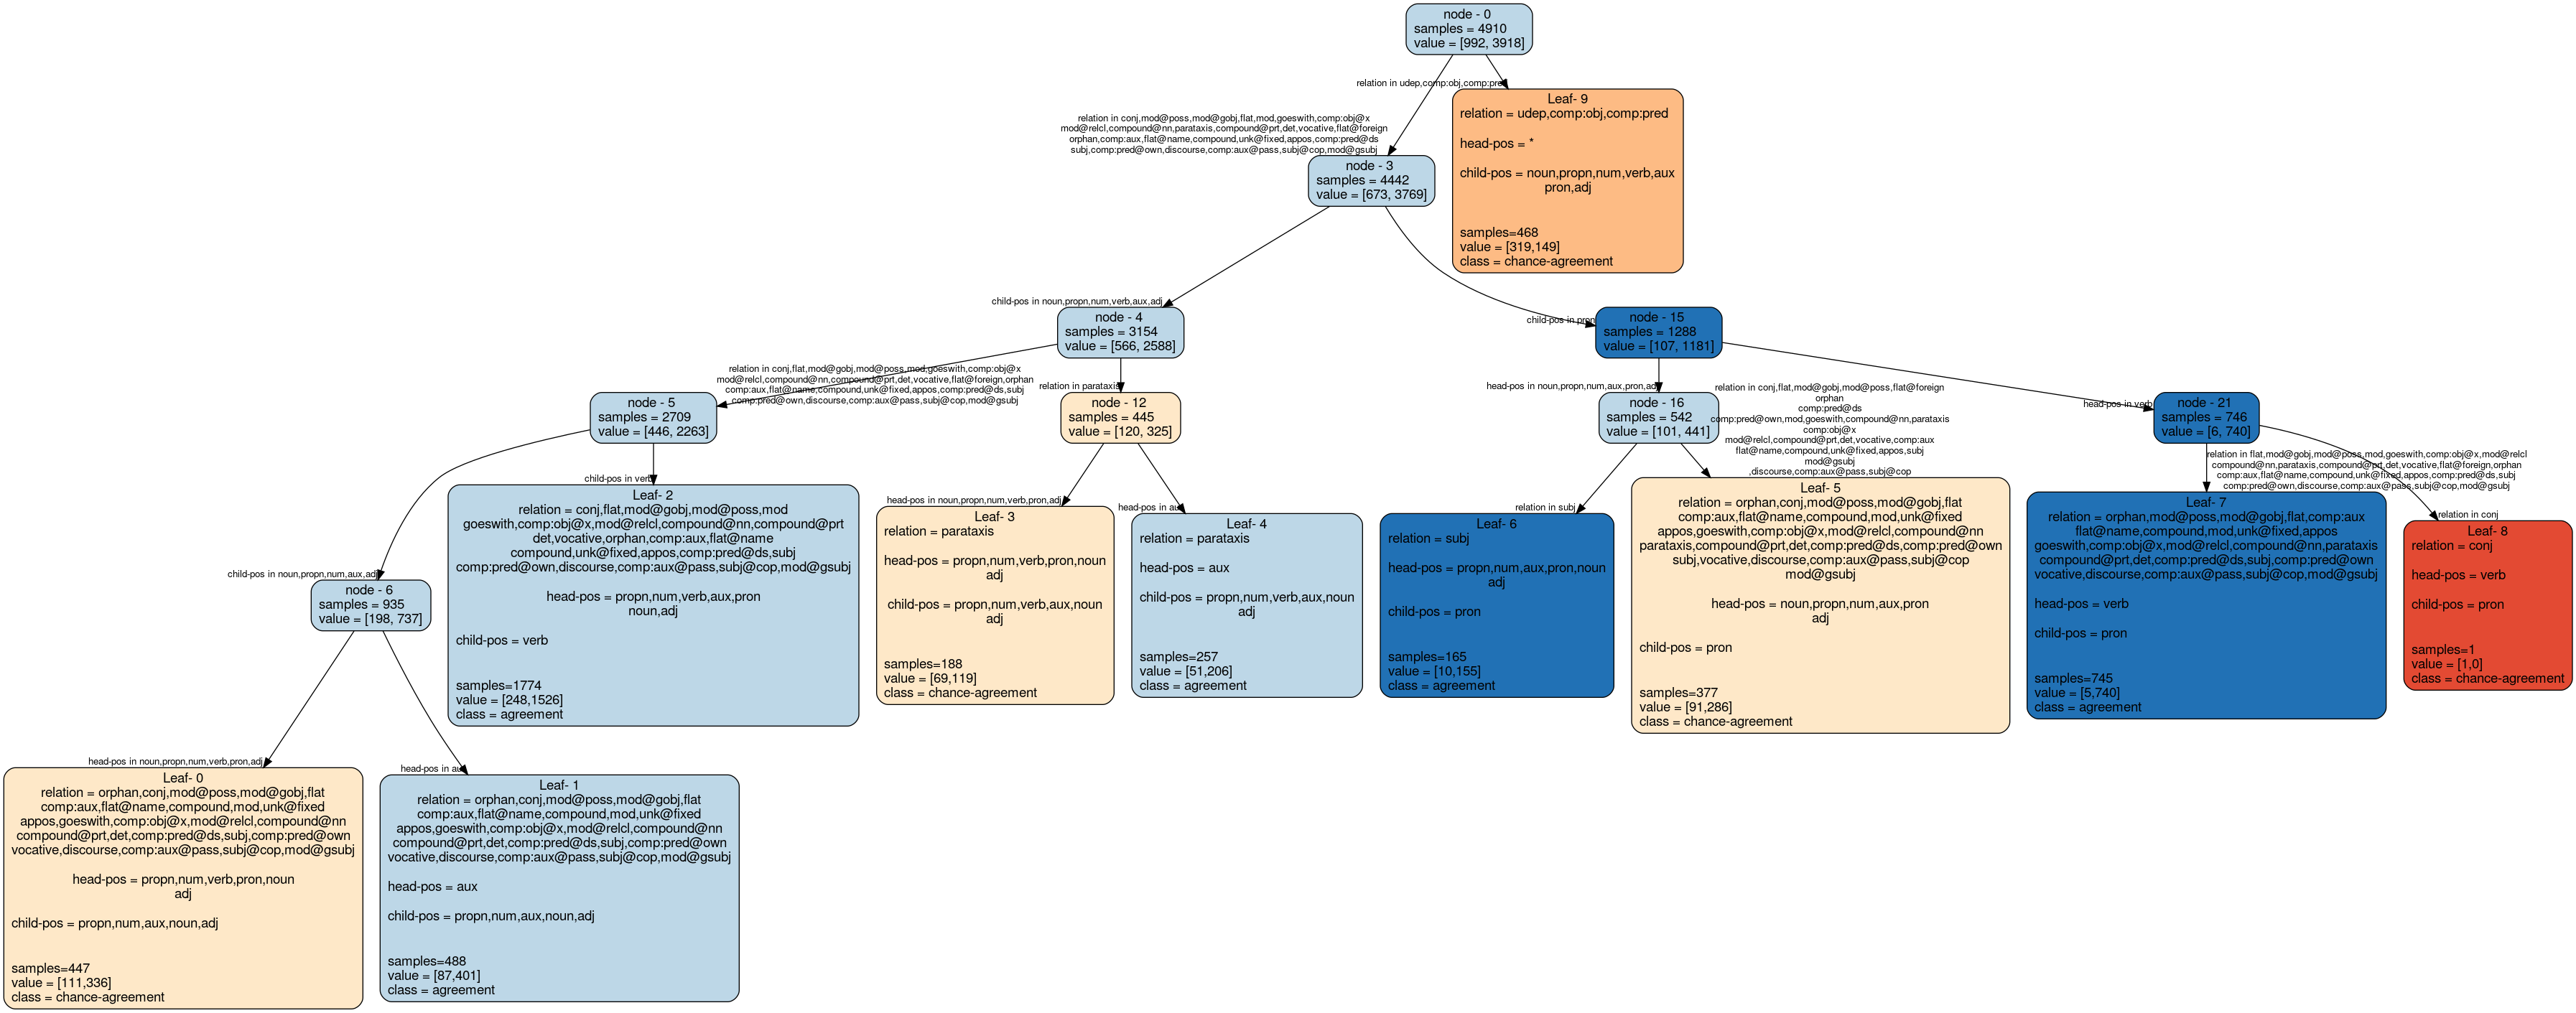 node - 0
samples = 4910
value = [992, 3918]
relation in udep,comp:obj,comp:pred
Leaf- 9
relation = udep,comp:obj,comp:pred
head-pos = *
child-pos = noun,propn,num,verb,aux
pron,adj
samples=468
value = [319,149]
class = chance-agreement
relation in conj,mod@poss,mod@gobj,flat,mod,goeswith,comp:obj@x
mod@relcl,compound@nn,parataxis,compound@prt,det,vocative,flat@foreign
orphan,comp:aux,flat@name,compound,unk@fixed,appos,comp:pred@ds
subj,comp:pred@own,discourse,comp:aux@pass,subj@cop,mod@gsubj
node - 3
samples = 4442
value = [673, 3769]
child-pos in noun,propn,num,verb,aux,adj
node - 4
samples = 3154
value = [566, 2588]
child-pos in pron
node - 15
samples = 1288
value = [107, 1181]
relation in conj,flat,mod@gobj,mod@poss,mod,goeswith,comp:obj@x
mod@relcl,compound@nn,compound@prt,det,vocative,flat@foreign,orphan
comp:aux,flat@name,compound,unk@fixed,appos,comp:pred@ds,subj
comp:pred@own,discourse,comp:aux@pass,subj@cop,mod@gsubj
node - 5
samples = 2709
value = [446, 2263]
relation in parataxis
node - 12
samples = 445
value = [120, 325]
head-pos in noun,propn,num,aux,pron,adj
node - 16
samples = 542
value = [101, 441]
head-pos in verb
node - 21
samples = 746
value = [6, 740]
child-pos in noun,propn,num,aux,adj
node - 6
samples = 935
value = [198, 737]
child-pos in verb
Leaf- 2
relation = conj,flat,mod@gobj,mod@poss,mod
goeswith,comp:obj@x,mod@relcl,compound@nn,compound@prt
det,vocative,orphan,comp:aux,flat@name
compound,unk@fixed,appos,comp:pred@ds,subj
comp:pred@own,discourse,comp:aux@pass,subj@cop,mod@gsubj
head-pos = propn,num,verb,aux,pron
noun,adj
child-pos = verb
samples=1774
value = [248,1526]
class = agreement
head-pos in noun,propn,num,verb,pron,adj
Leaf- 3
relation = parataxis
head-pos = propn,num,verb,pron,noun
adj
child-pos = propn,num,verb,aux,noun
adj
samples=188
value = [69,119]
class = chance-agreement
head-pos in aux
Leaf- 4
relation = parataxis
head-pos = aux
child-pos = propn,num,verb,aux,noun
adj
samples=257
value = [51,206]
class = agreement
relation in subj
Leaf- 6
relation = subj
head-pos = propn,num,aux,pron,noun
adj
child-pos = pron
samples=165
value = [10,155]
class = agreement
relation in conj,flat,mod@gobj,mod@poss,flat@foreign
orphan
comp:pred@ds
comp:pred@own,mod,goeswith,compound@nn,parataxis
comp:obj@x
mod@relcl,compound@prt,det,vocative,comp:aux
flat@name,compound,unk@fixed,appos,subj
mod@gsubj
,discourse,comp:aux@pass,subj@cop
Leaf- 5
relation = orphan,conj,mod@poss,mod@gobj,flat
comp:aux,flat@name,compound,mod,unk@fixed
appos,goeswith,comp:obj@x,mod@relcl,compound@nn
parataxis,compound@prt,det,comp:pred@ds,comp:pred@own
subj,vocative,discourse,comp:aux@pass,subj@cop
mod@gsubj
head-pos = noun,propn,num,aux,pron
adj
child-pos = pron
samples=377
value = [91,286]
class = chance-agreement
relation in flat,mod@gobj,mod@poss,mod,goeswith,comp:obj@x,mod@relcl
compound@nn,parataxis,compound@prt,det,vocative,flat@foreign,orphan
comp:aux,flat@name,compound,unk@fixed,appos,comp:pred@ds,subj
comp:pred@own,discourse,comp:aux@pass,subj@cop,mod@gsubj
Leaf- 7
relation = orphan,mod@poss,mod@gobj,flat,comp:aux
flat@name,compound,mod,unk@fixed,appos
goeswith,comp:obj@x,mod@relcl,compound@nn,parataxis
compound@prt,det,comp:pred@ds,subj,comp:pred@own
vocative,discourse,comp:aux@pass,subj@cop,mod@gsubj
head-pos = verb
child-pos = pron
samples=745
value = [5,740]
class = agreement
relation in conj
Leaf- 8
relation = conj
head-pos = verb
child-pos = pron
samples=1
value = [1,0]
class = chance-agreement
head-pos in noun,propn,num,verb,pron,adj
Leaf- 0
relation = orphan,conj,mod@poss,mod@gobj,flat
comp:aux,flat@name,compound,mod,unk@fixed
appos,goeswith,comp:obj@x,mod@relcl,compound@nn
compound@prt,det,comp:pred@ds,subj,comp:pred@own
vocative,discourse,comp:aux@pass,subj@cop,mod@gsubj
head-pos = propn,num,verb,pron,noun
adj
child-pos = propn,num,aux,noun,adj
samples=447
value = [111,336]
class = chance-agreement
head-pos in aux
Leaf- 1
relation = orphan,conj,mod@poss,mod@gobj,flat
comp:aux,flat@name,compound,mod,unk@fixed
appos,goeswith,comp:obj@x,mod@relcl,compound@nn
compound@prt,det,comp:pred@ds,subj,comp:pred@own
vocative,discourse,comp:aux@pass,subj@cop,mod@gsubj
head-pos = aux
child-pos = propn,num,aux,noun,adj
samples=488
value = [87,401]
class = agreement